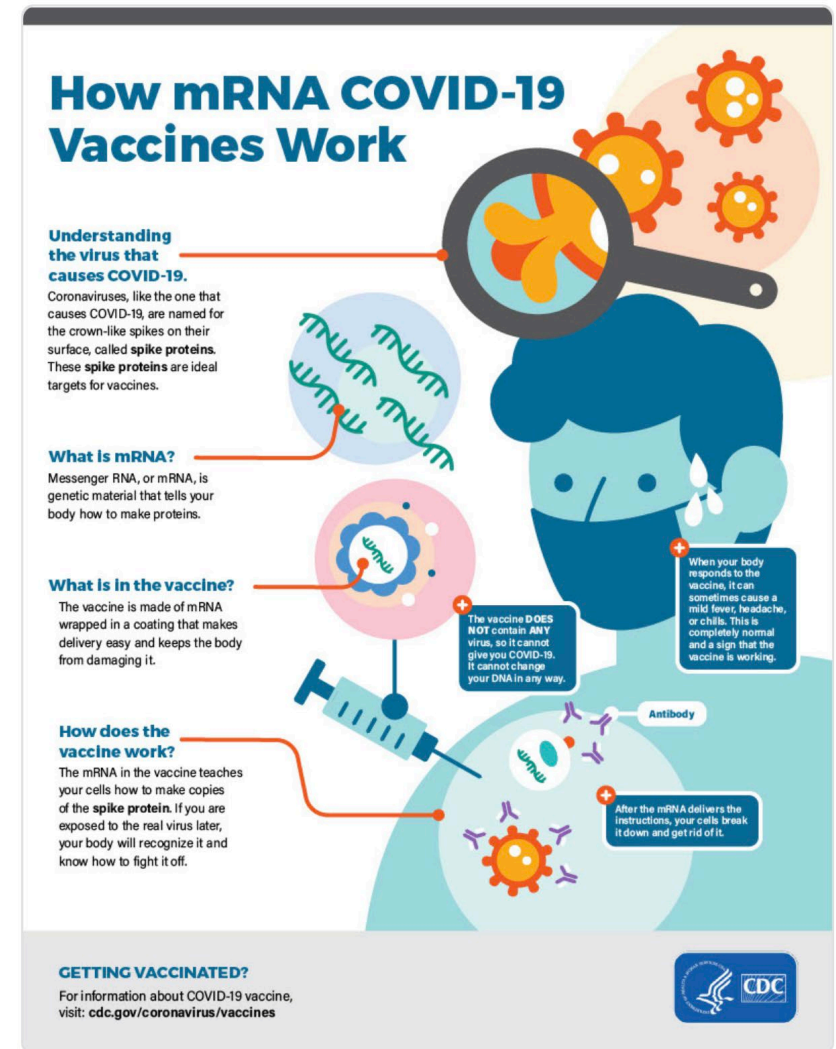 How mRNA COVID-19
Vaccines Work
Understanding
the virus that
causes COVID-19.
Coronaviruses, like the one that
causes COVID-19, are named for
the crown-like spikes on their
surface, called spike proteins.
These spike proteins are ideal
targets for vaccines.
What is mRNA?
Messenger RNA, or mRNA, is
genetic material that tells your
body how to make proteins.
What is in the vaccine?
The vaccine is made of mRNA
wrapped in a coating that makes
delivery easy and keeps the body
from damaging it.
The vaccine DOES
NOT contain ANY
virus, so it cannot
give you COVID-19.
It cannot change
your DNA in any way.
When your body
responds to the
vaccine, it can
sometimes cause a
mild fever, headache,
or chills. This is
completely normal
and a sign that the
vaccine is working.
How does the
vaccine work?
The mRNA in the vaccine teaches
your cells how to make copies
of the spike protein. If you are
exposed to the real virus later,
your body will recognize it and
know how to fight it off.
Antibody
After the mRNA delivers the
instructions, your cells break
it down and get rid of it.
GETTING VACCINATED?
For information about COVID-19 vaccine,
visit: cdc.gov/coronavirus/vaccines
CDC